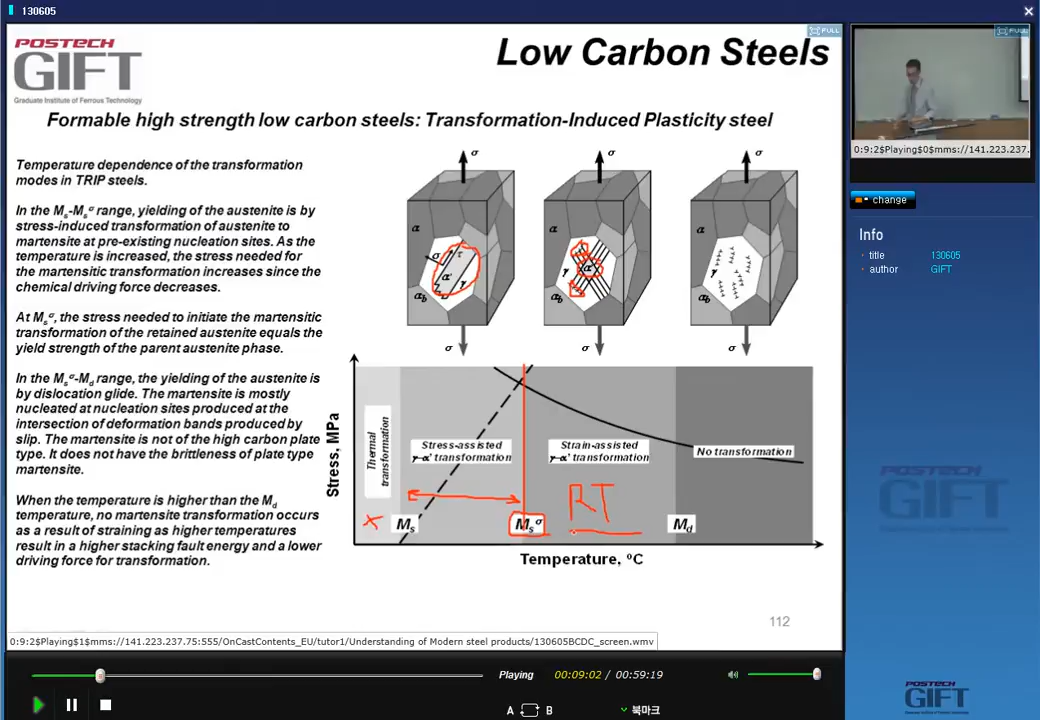 130605
POSTECH
GIFT
Graduate Institute of Ferrous Technology
Low Carbon Steels
FULL
Formable high strength low carbon steels: Transformation-Induced Plasticity steel
Temperature dependence of the transformation
modes in TRIP steels.
In the Ms-Msσ range, yielding of the austenite is by
stress-induced transformation of austenite to
martensite at pre-existing nucleation sites. As the
temperature is increased, the stress needed for
the martensitic transformation increases since the
chemical driving force decreases.
At Msσ, the stress needed to initiate the martensitic
transformation of the retained austenite equals the
yield strength of the parent austenite phase.
In the Msσ-Md range, the yielding of the austenite is
by dislocation glide. The martensite is mostly
nucleated at nucleation sites produced at the
intersection of deformation bands produced by
slip. The martensite is not of the high carbon plate
type. It does not have the brittleness of plate type
martensite.
When the temperature is higher than the Md
temperature, no martensite transformation occurs
as a result of straining as higher temperatures
result in a higher stacking fault energy and a lower
driving force for transformation.
σ
σ
σ
α
α
α
σ
τ
α'
γ
αb
γ
α'
αb
γ
αb
σ
σ
σ
Stress, MPa
Thermal
transformation
Stress-assisted
γ→α' transformation
Strain-assisted
γ→α' transformation
No transformation
RT
x
Ms
Msσ
Md
Temperature, ºC
112
0:9:2$Playing$1$mms://141.223.237.75:555/OnCastContents_EU/tutor1/Understanding of Modern steel products/130605BCDC_screen.wmv
Playing
00:09:02 / 00:59:19
A
B
북마크
FULL
0:9:2$Playing$0$mms://141.223.237.
change
Info
title
130605
author
GIFT
POSTECH
GIFT
POSTECH
GIFT